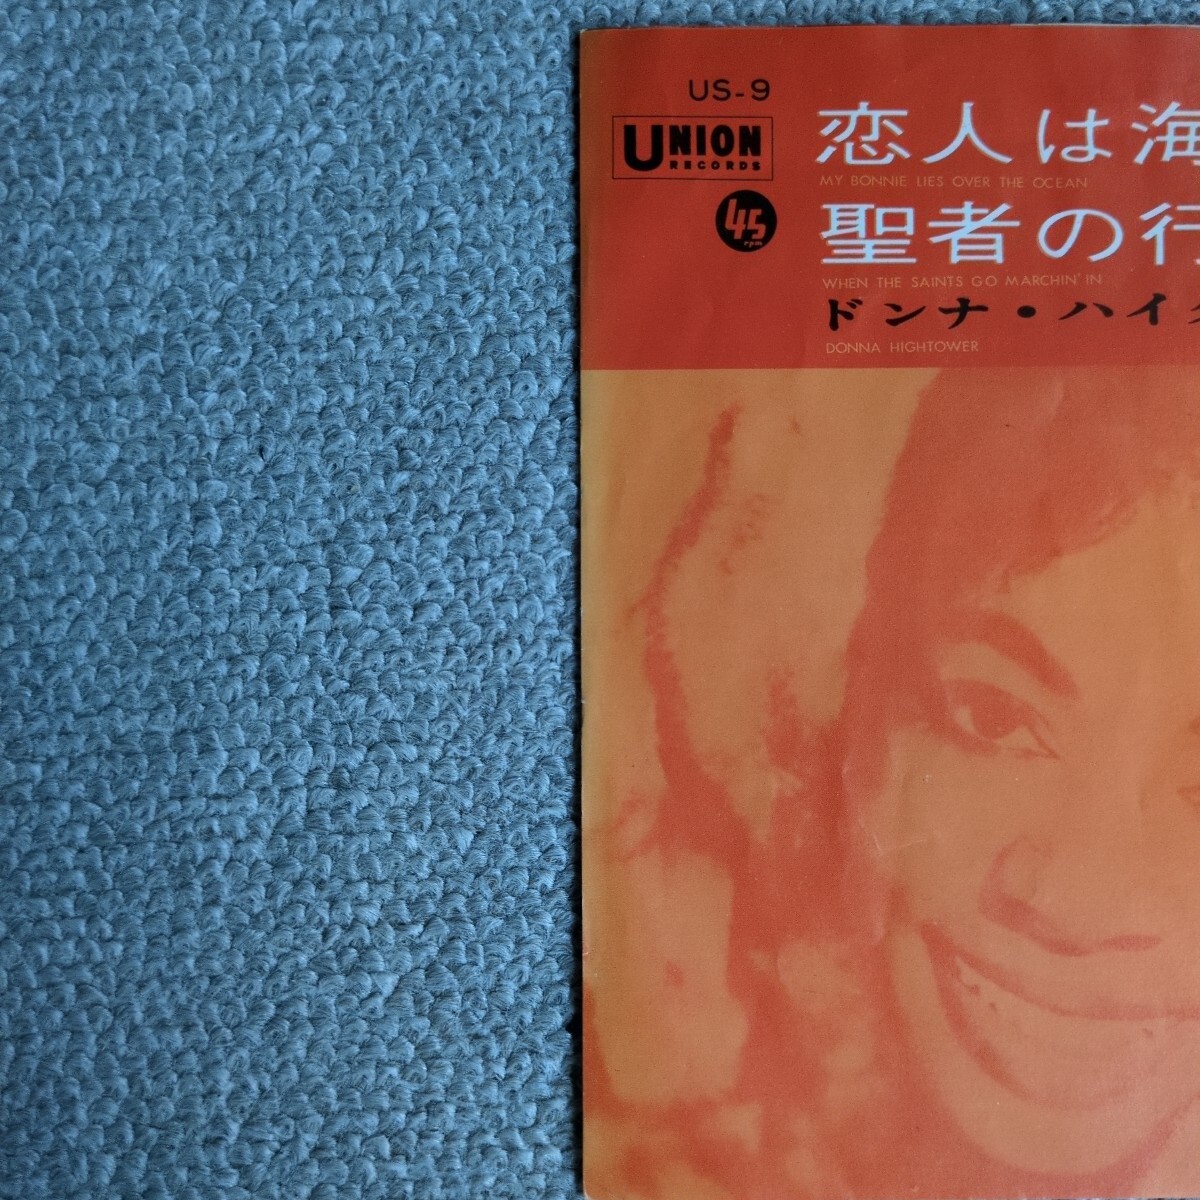 US-9
UNION
RECORDS
45
rpm
恋人は海
MY BONNIE LIES OVER THE OCEAN
聖者の行
WHEN THE SAINTS GO MARCHIN' IN
ドンナ・ハイタ
DONNA HIGHTOWER